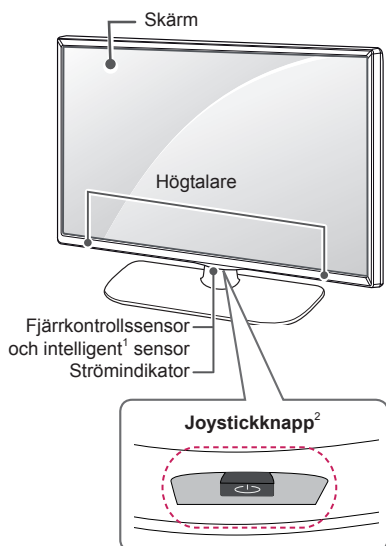 Skärm
Högtalare
Fjärrkontrollssensor
och intelligent¹ sensor
Strömindikator
Joystickknapp²